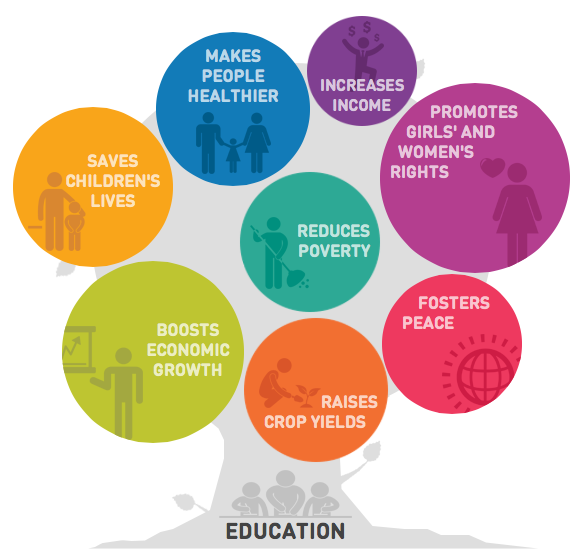 MAKES
PEOPLE
HEALTHIER
$ $ $
INCREASES
INCOME
PROMOTES
GIRLS' AND
WOMEN'S
RIGHTS
SAVES
CHILDREN'S
LIVES
REDUCES
POVERTY
FOSTERS
PEACE
BOOSTS
ECONOMIC
GROWTH
RAISES
CROP YIELDS
EDUCATION